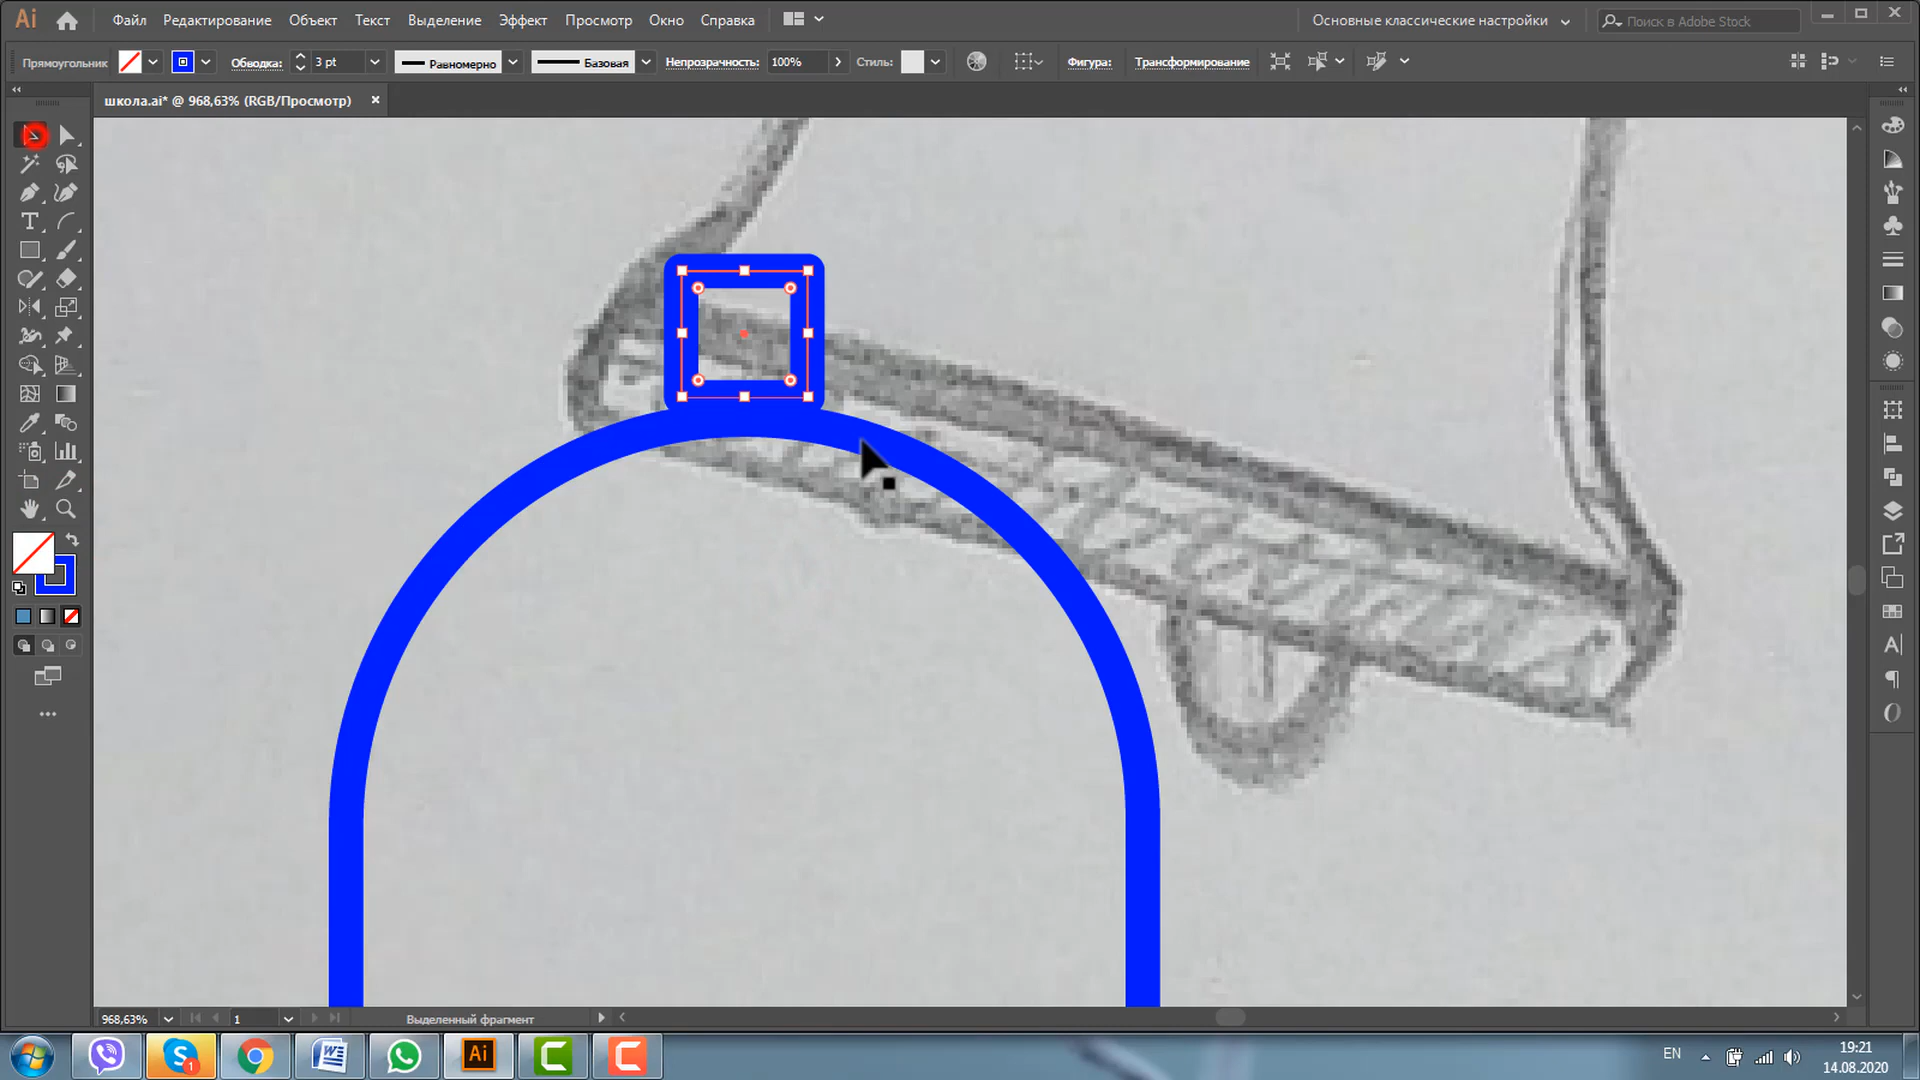 Ai Файл Редактирование Объект Текст Выделение Эффект Просмотр Окно Справка Основные классические настройки Поиск в Adobe Stock
Прямоугольник Обводка: 3 pt Равномерно Базовая Непрозрачность: 100% Стиль: Фигура: Трансформирование
школа.ai* @ 968,63% (RGB/Просмотр)
968,63% 1 Выделенный фрагмент
Ai EN 19:21
14.08.2020